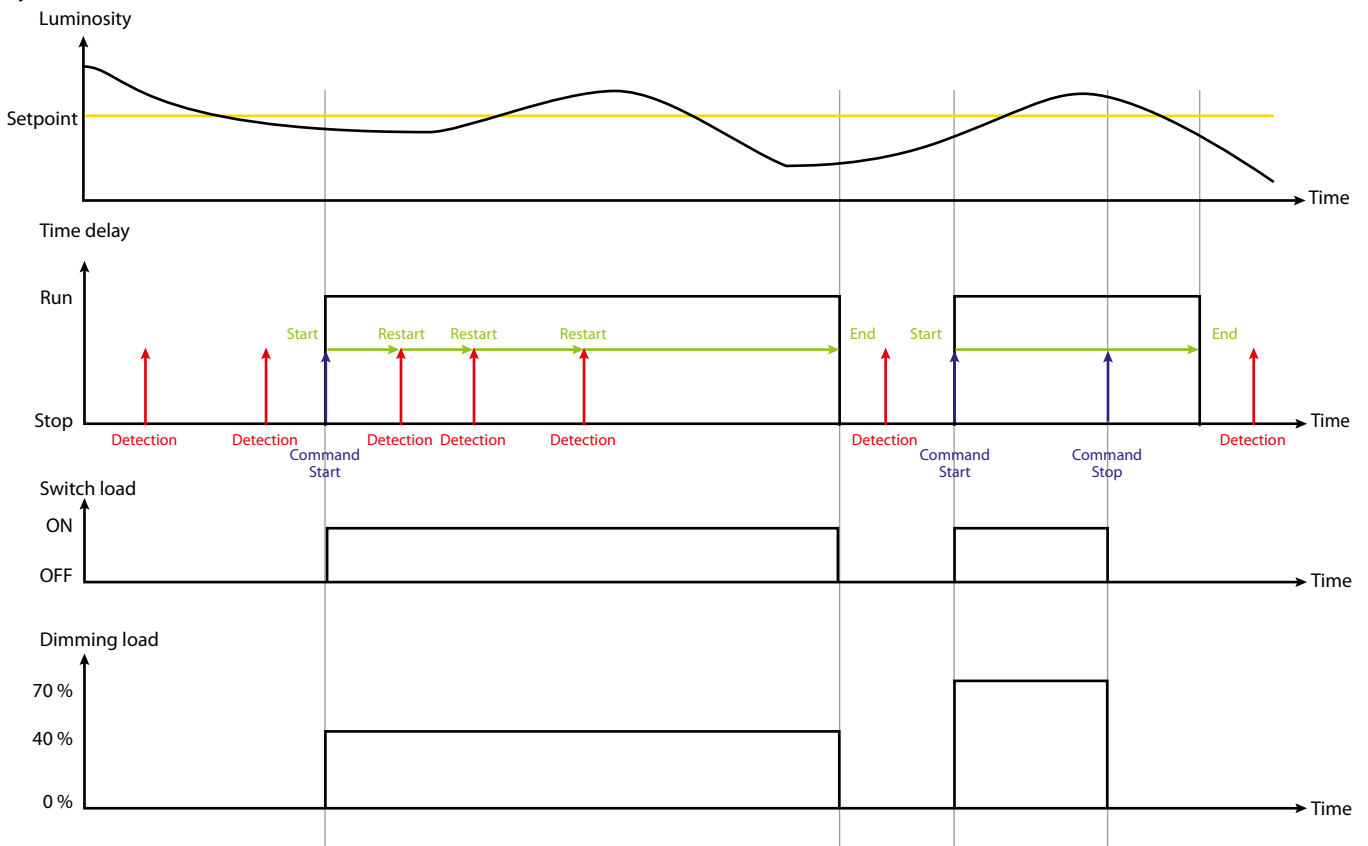 Luminosity
Setpoint
Time
Time delay
Run
Start
Restart
Restart
Restart
End
Start
End
Stop
Time
Detection
Detection
Detection
Detection
Detection
Detection
Detection
Command
Start
Command
Start
Command
Stop
Switch load
ON
OFF
Time
Dimming load
70 %
40 %
0 %
Time